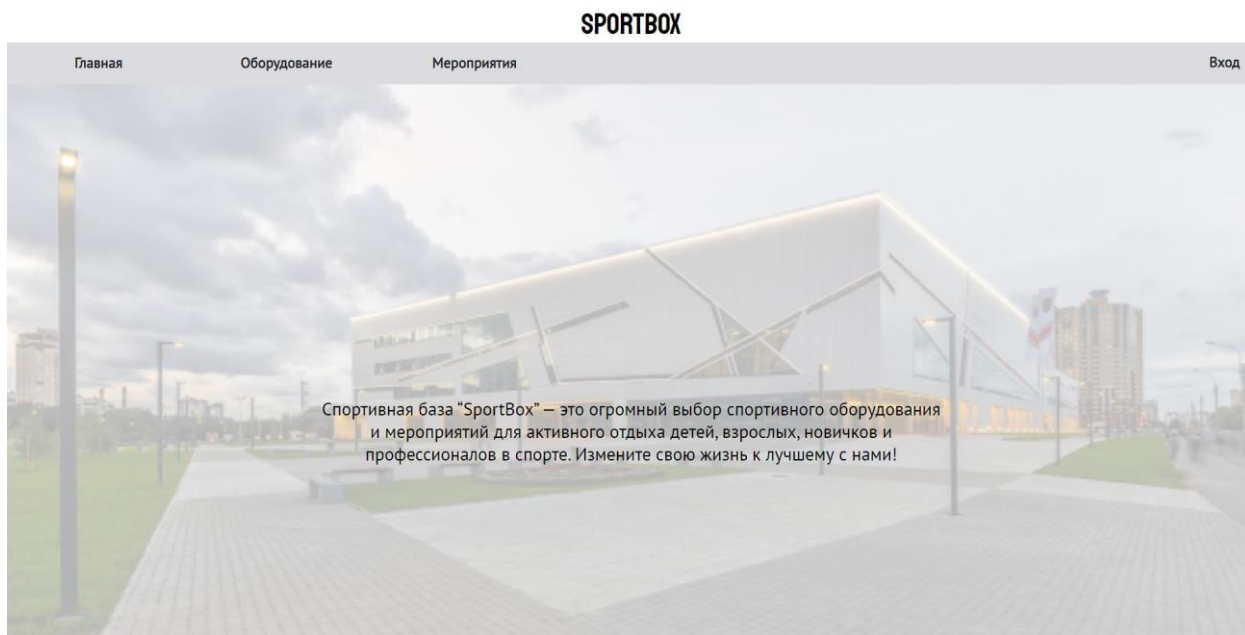 SPORTBOX
Главная Оборудование Мероприятия Вход
Спортивная база “SportBox” — это огромный выбор спортивного оборудования
и мероприятий для активного отдыха детей, взрослых, новичков и
профессионалов в спорте. Измените свою жизнь к лучшему с нами!